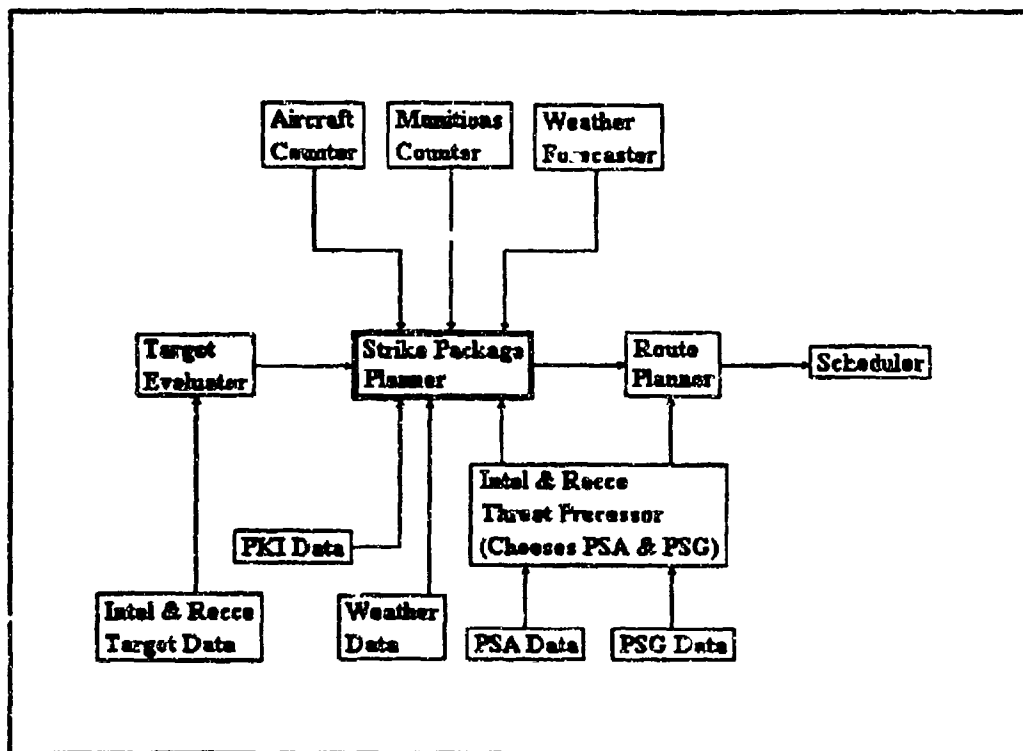 Aircraft
Counter
Munitions
Counter
Weather
Forecaster
Target
Evaluator
Strike Package
Planner
Route
Planner
Scheduler
Intel & Recce
Threat Processor
(Chooses PSA & PSG)
PKI Data
Intel & Recce
Target Data
Weather
Data
PSA Data
PSG Data